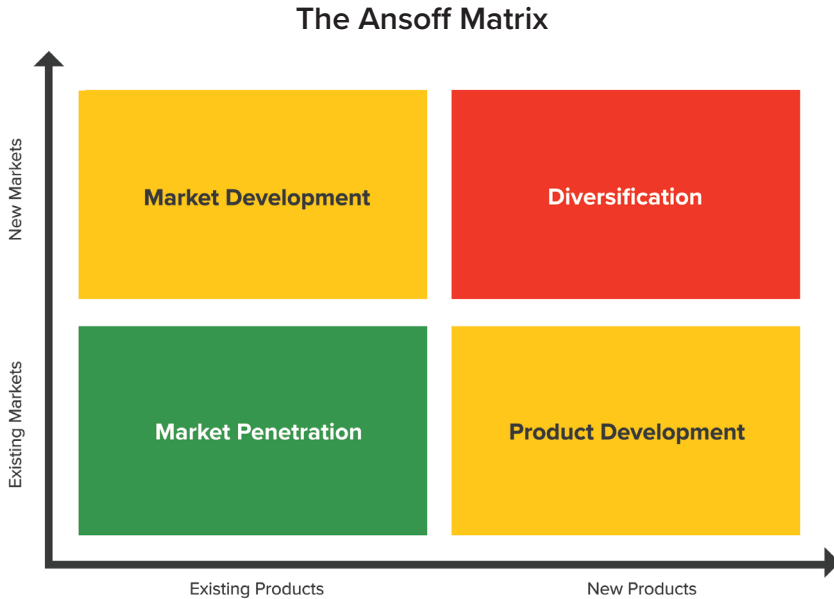 The Ansoff Matrix
New Markets
Market Development
Diversification
Existing Markets
Market Penetration
Product Development
Existing Products
New Products